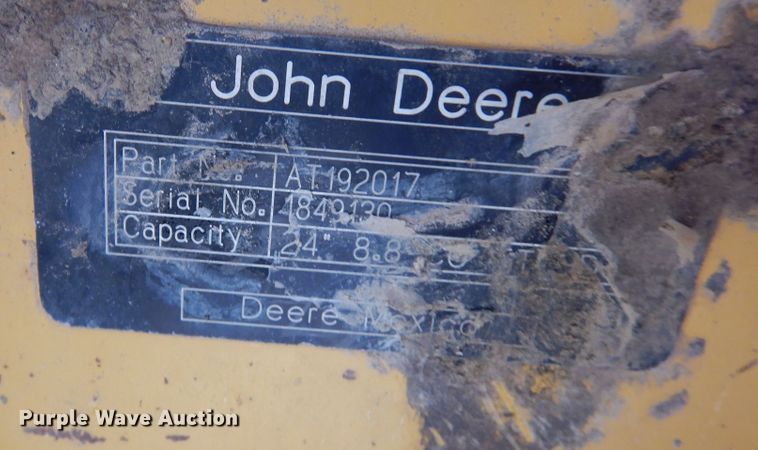 John Deere
Part No. AT192017
Serial No. 1849130
Capacity 24" 8.8
Deere Mexico
Purple Wave Auction